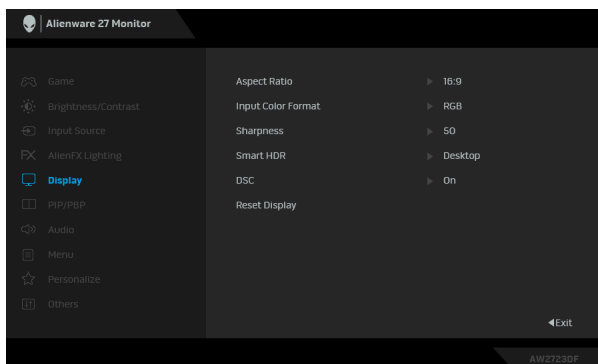 Alienware 27 Monitor
Game
Brightness/Contrast
Input Source
FX AlienFX Lighting
Display
PIP/PBP
Audio
Menu
Personalize
Others
Aspect Ratio 16:9
Input Color Format RGB
Sharpness 50
Smart HDR Desktop
DSC On
Reset Display
Exit
AW2723DF